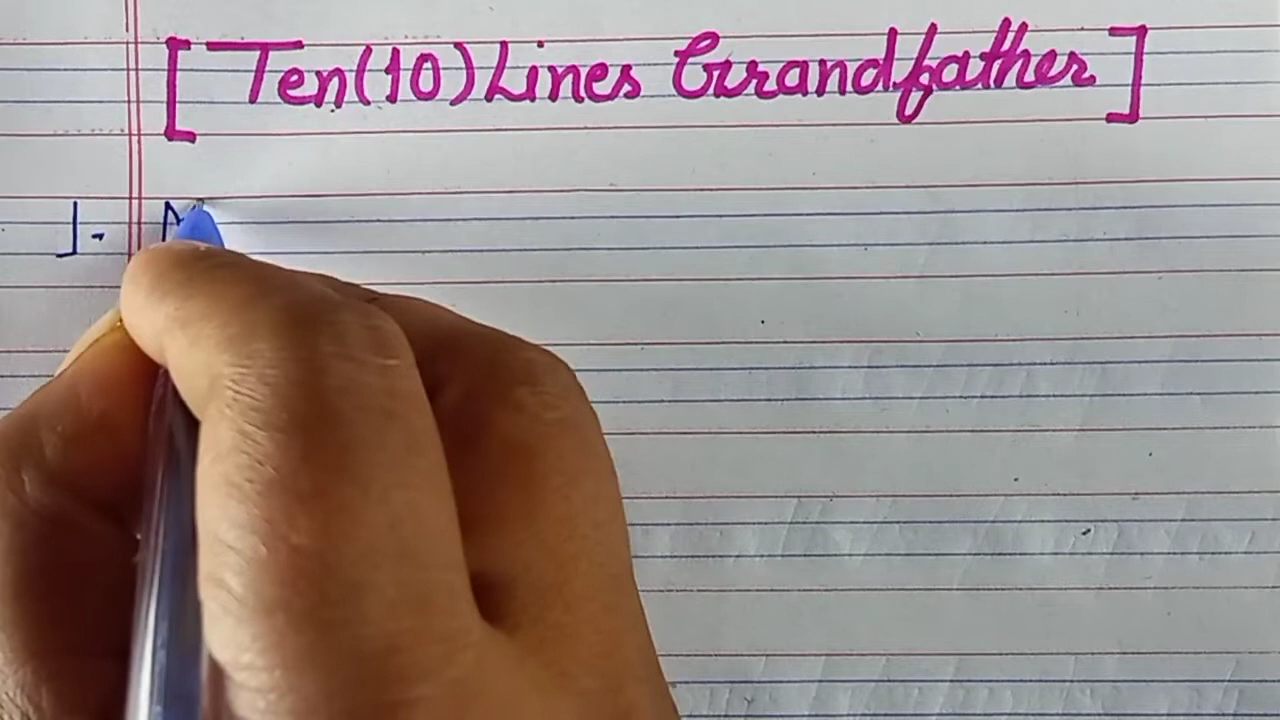 [ Ten(10) Lines Grandfather ]
1.